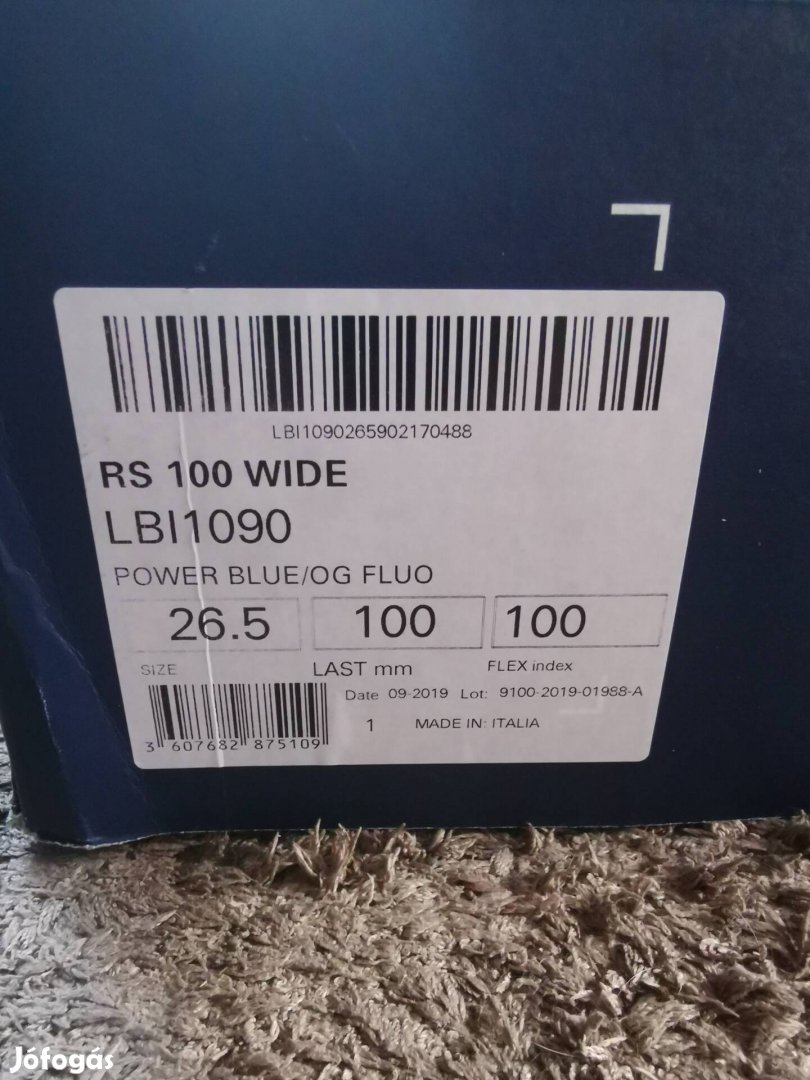 LBI1090265902170488
RS 100 WIDE
LBI1090
POWER BLUE/OG FLUO
26.5 100 100
SIZE LAST mm FLEX index
Date 09-2019 Lot: 9100-2019-01988-A
1 MADE IN: ITALIA
3 607682 875109
Jófogás